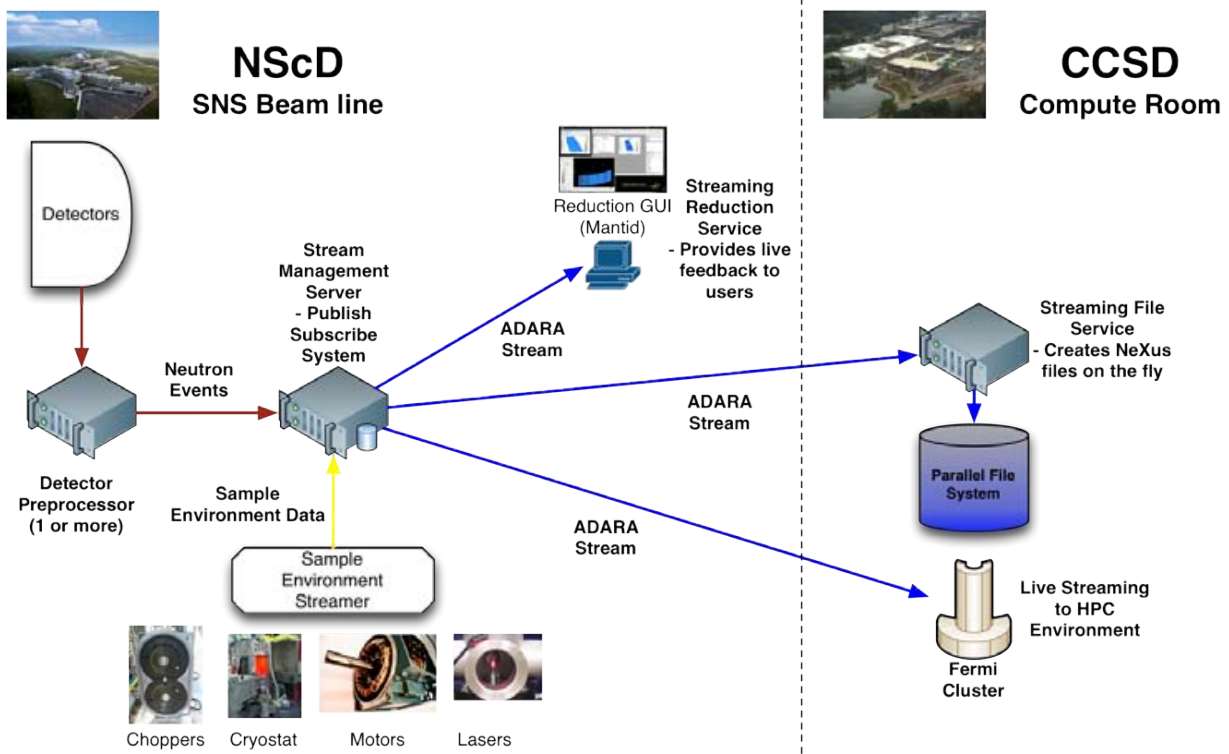 NScD
SNS Beam line
CCSD
Compute Room
Detectors
Reduction GUI
(Mantid)
Streaming
Reduction
Service
- Provides live
feedback to
users
Stream
Management
Server
- Publish
Subscribe
System
ADARA
Stream
Streaming File
Service
- Creates NeXus
files on the fly
Neutron
Events
ADARA
Stream
Detector
Preprocessor
(1 or more)
Sample
Environment Data
Parallel File
System
ADARA
Stream
Sample
Environment
Streamer
Live Streaming
to HPC
Environment
Fermi
Cluster
Choppers
Cryostat
Motors
Lasers